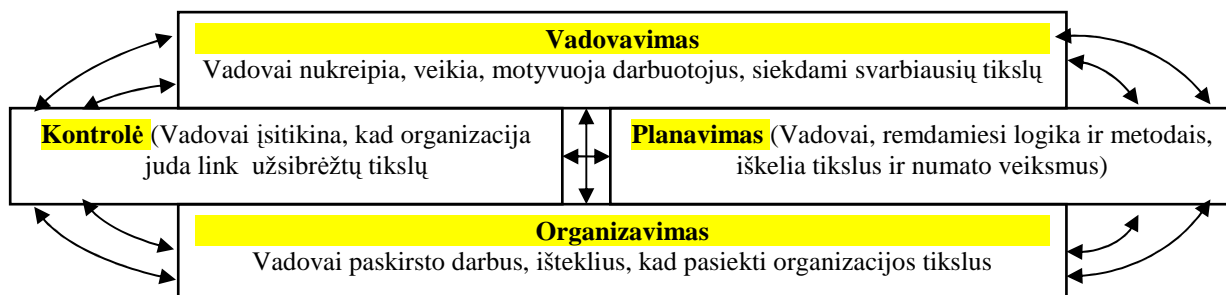 Vadovavimas
Vadovai nukreipia, veikia, motyvuoja darbuotojus, siekdami svarbiausių tikslų
Kontrolė (Vadovai įsitikina, kad organizacija
juda link užsibrėžtų tikslų
Planavimas (Vadovai, remdamiesi logika ir metodais,
iškelia tikslus ir numato veiksmus)
Organizavimas
Vadovai paskirsto darbus, išteklius, kad pasiekti organizacijos tikslus